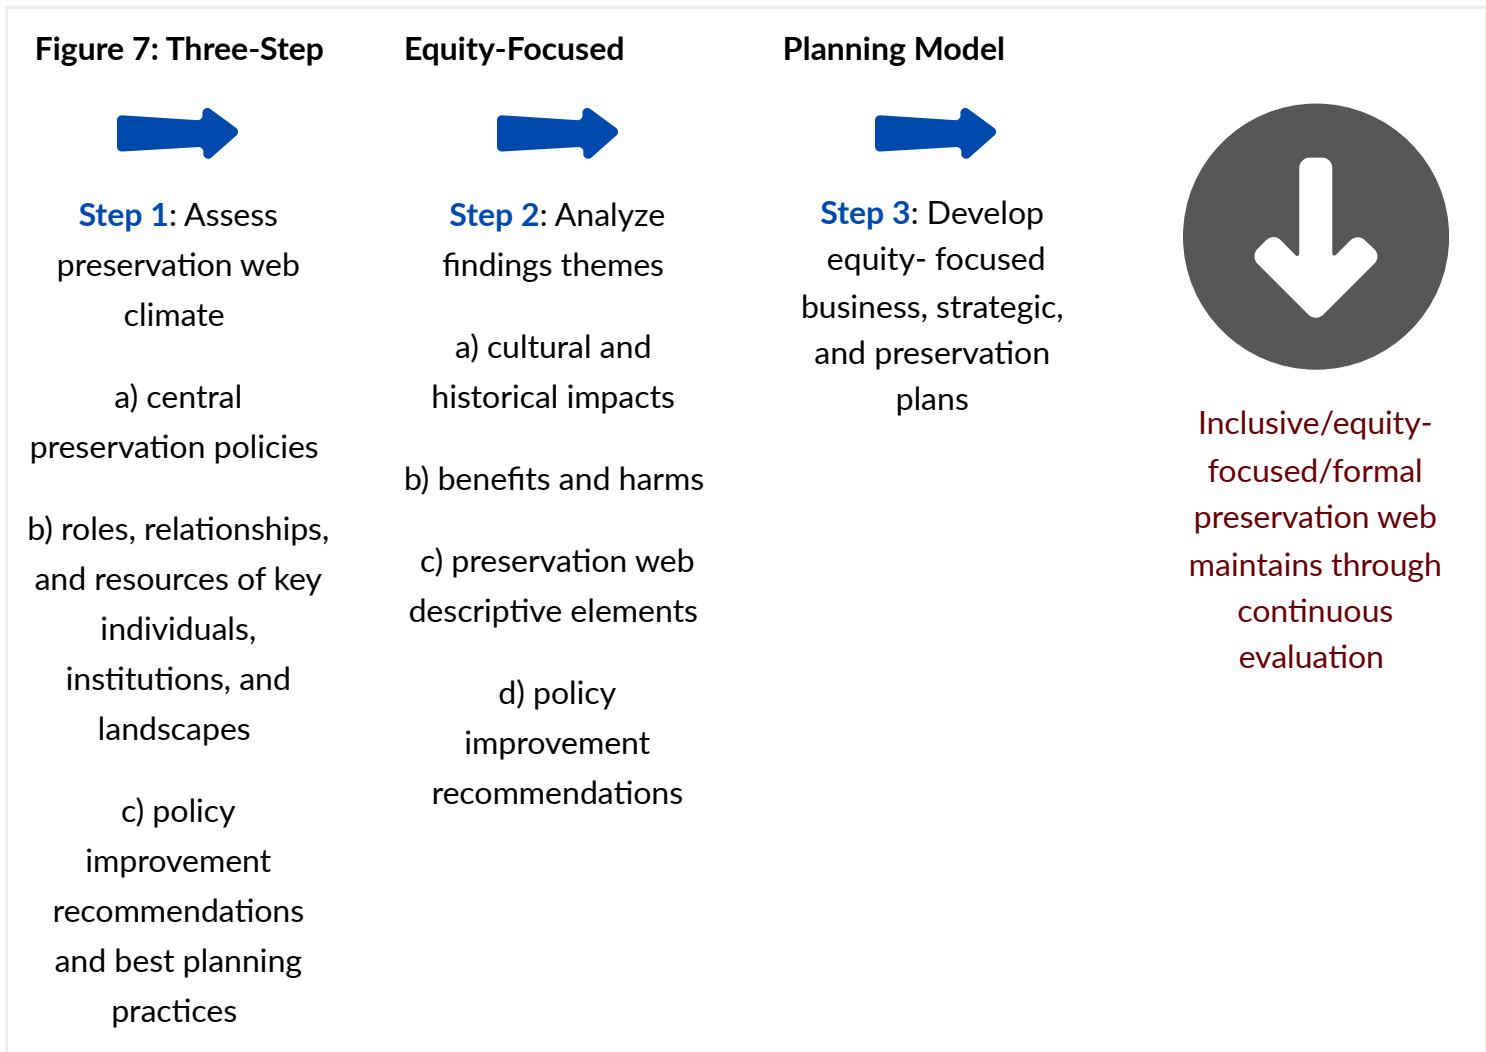 Figure 7: Three-Step Equity-Focused Planning Model
Step 1: Assess
preservation web
climate
a) central
preservation policies
b) roles, relationships,
and resources of key
individuals,
institutions, and
landscapes
c) policy
improvement
recommendations
and best planning
practices
Step 2: Analyze
findings themes
a) cultural and
historical impacts
b) benefits and harms
c) preservation web
descriptive elements
d) policy
improvement
recommendations
Step 3: Develop
equity- focused
business, strategic,
and preservation
plans
Inclusive/equity-
focused/formal
preservation web
maintains through
continuous
evaluation